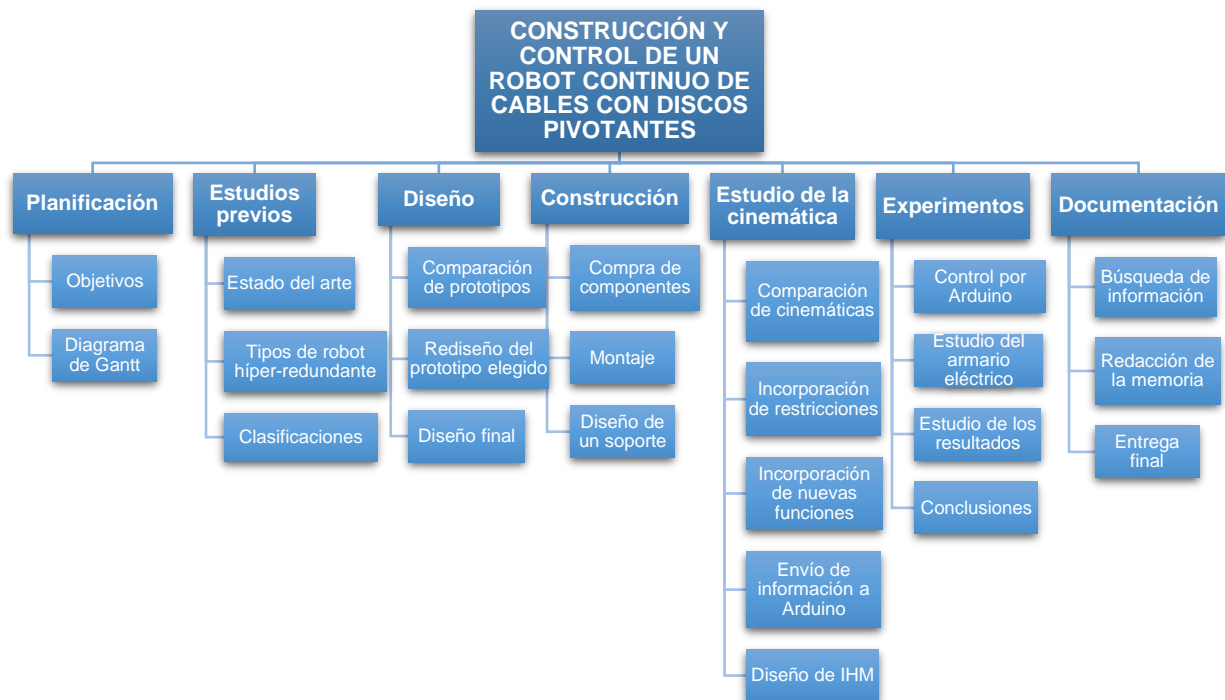 CONSTRUCCIÓN Y
CONTROL DE UN
ROBOT CONTINUO DE
CABLES CON DISCOS
PIVOTANTES
Planificación
Objetivos
Diagrama
de Gantt
Estudios
previos
Estado del arte
Tipos de robot
híper-redundante
Clasificaciones
Diseño
Comparación
de prototipos
Rediseño del
prototipo elegido
Diseño final
Construcción
Compra de
componentes
Montaje
Diseño de
un soporte
Estudio de la
cinemática
Comparación
de cinemáticas
Incorporación
de restricciones
Incorporación
de nuevas
funciones
Envío de
información a
Arduino
Diseño de IHM
Experimentos
Control por
Arduino
Estudio del
armario
eléctrico
Estudio de los
resultados
Conclusiones
Documentación
Búsqueda de
información
Redacción de
la memoria
Entrega
final